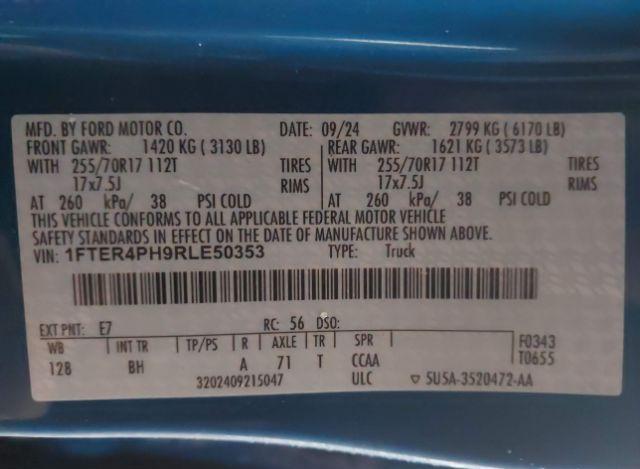 MFD. BY FORD MOTOR CO. DATE: 09/24 GVWR: 2799 KG ( 6170 LB)
FRONT GAWR: 1420 KG ( 3130 LB) REAR GAWR: 1621 KG ( 3573 LB)
WITH 255/70R17 112T TIRES WITH 255/70R17 112T TIRES
17x7.5J RIMS 17x7.5J RIMS
AT 260 kPa/ 38 PSI COLD AT 260 kPa/ 38 PSI COLD
THIS VEHICLE CONFORMS TO ALL APPLICABLE FEDERAL MOTOR VEHICLE
SAFETY STANDARDS IN EFFECT ON THE DATE OF MANUFACTURE SHOWN ABOVE.
VIN: 1FTER4PH9RLE50353 TYPE: Truck
EXT PNT: E7 RC: 56 DSO:
WB INT TR TP/PS R AXLE TR SPR F0343
128 BH A 71 T CCAA T0655
3202409215047 ULC ▽ SU5A-3520472-AA